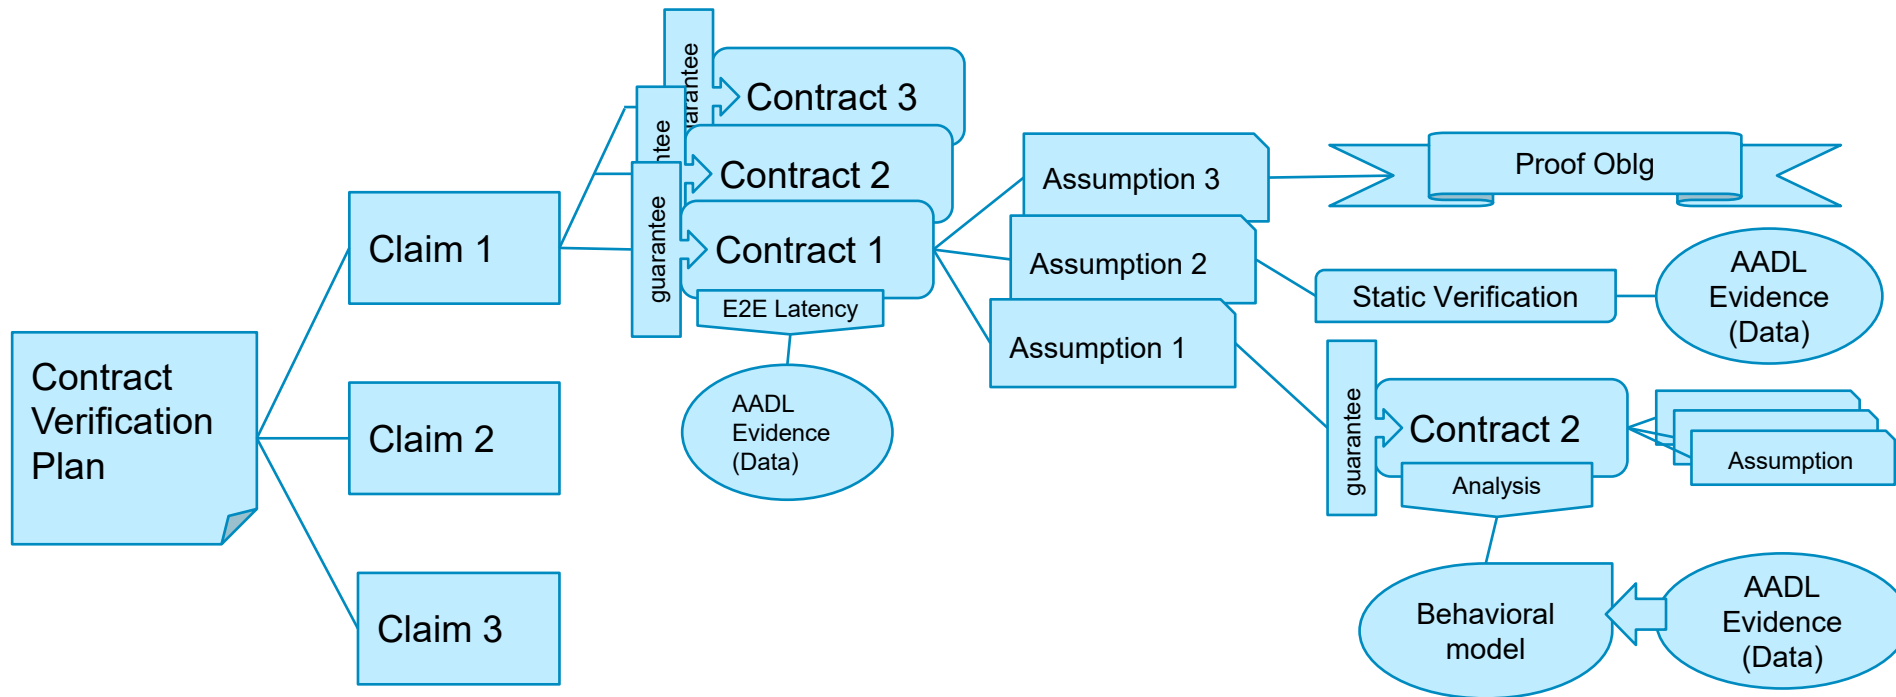 Contract
Verification
Plan
Claim 1
Claim 2
Claim 3
guarantee
Contract 3
Contract 2
guarantee
Contract 1
E2E Latency
AADL
Evidence
(Data)
Assumption 3
Assumption 2
Assumption 1
Proof Oblg
Static Verification
AADL
Evidence
(Data)
guarantee
Contract 2
Analysis
Assumption
Behavioral
model
AADL
Evidence
(Data)